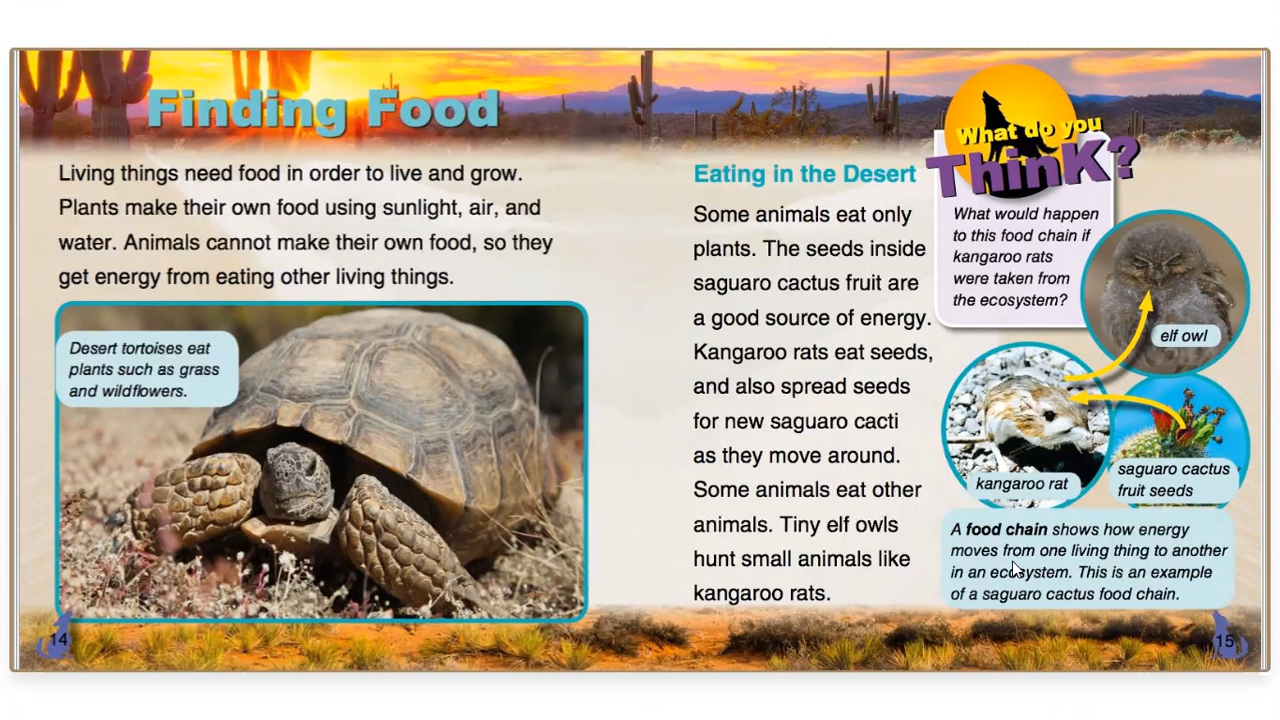 Finding Food
Living things need food in order to live and grow.
Plants make their own food using sunlight, air, and
water. Animals cannot make their own food, so they
get energy from eating other living things.
Desert tortoises eat
plants such as grass
and wildflowers.
14
Eating in the Desert
Some animals eat only
plants. The seeds inside
saguaro cactus fruit are
a good source of energy.
Kangaroo rats eat seeds,
and also spread seeds
for new saguaro cacti
as they move around.
Some animals eat other
animals. Tiny elf owls
hunt small animals like
kangaroo rats.
What do you
ThinK?
What would happen
to this food chain if
kangaroo rats
were taken from
the ecosystem?
elf owl
kangaroo rat
saguaro cactus
fruit seeds
A food chain shows how energy
moves from one living thing to another
in an ecosystem. This is an example
of a saguaro cactus food chain.
15